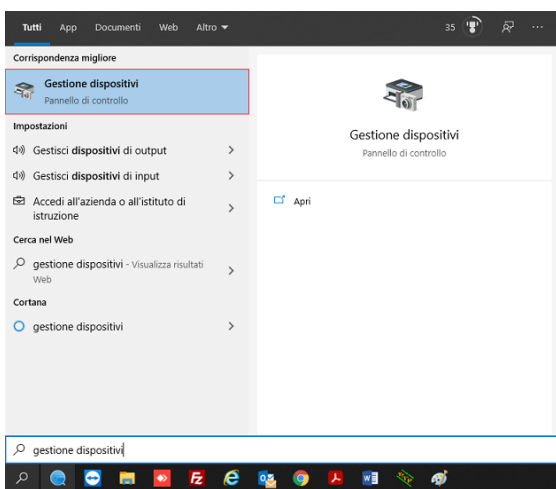 Tutti App Documenti Web Altro 35 ...
Corrispondenza migliore
Gestione dispositivi
Pannello di controllo
Impostazioni
Gestisci dispositivi di output
Gestisci dispositivi di input
Accedi all'azienda o all'istituto di
istruzione
Cerca nel Web
gestione dispositivi - Visualizza risultati
Web
Cortana
gestione dispositivi
Gestione dispositivi
Pannello di controllo
Apri
gestione dispositivi